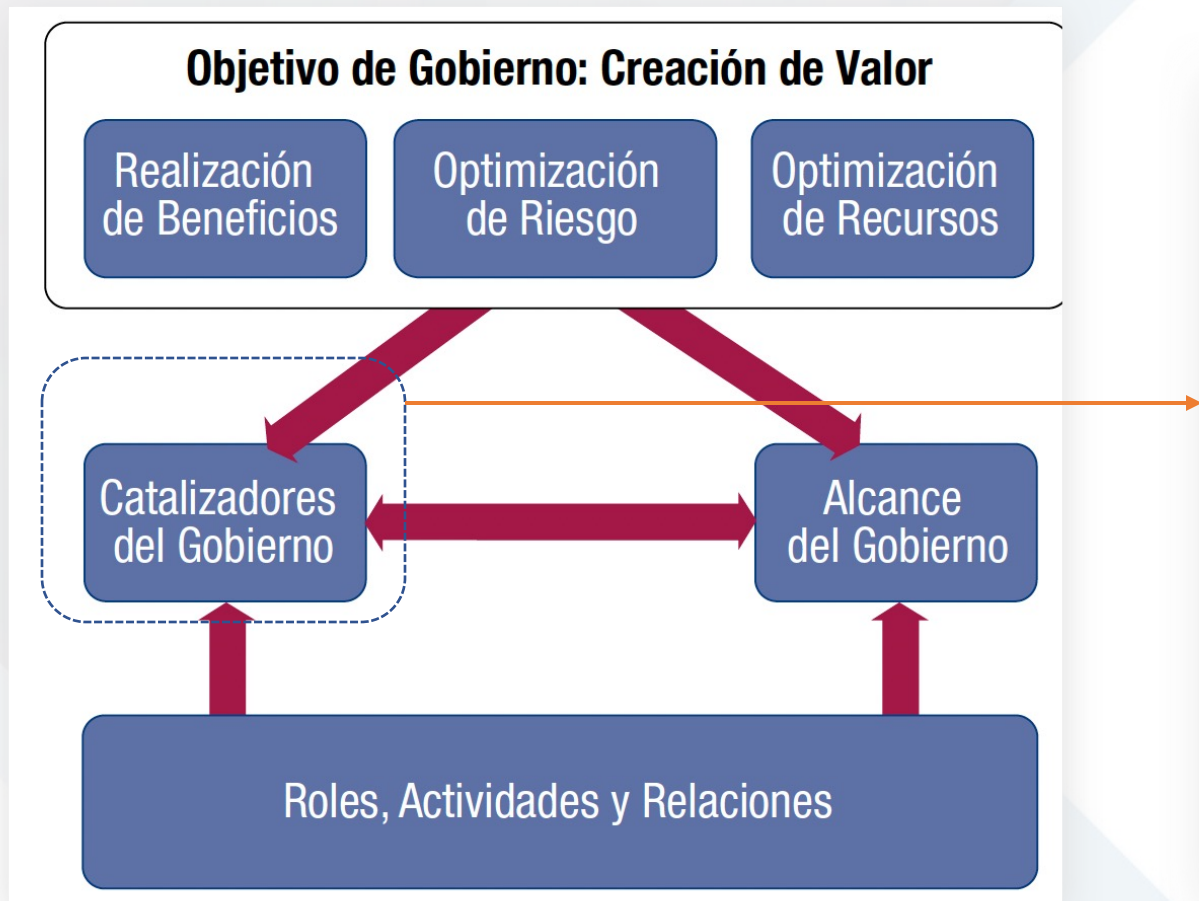 Objetivo de Gobierno: Creación de Valor
Realización
de Beneficios
Optimización
de Riesgo
Optimización
de Recursos
Catalizadores
del Gobierno
Alcance
del Gobierno
Roles, Actividades y Relaciones